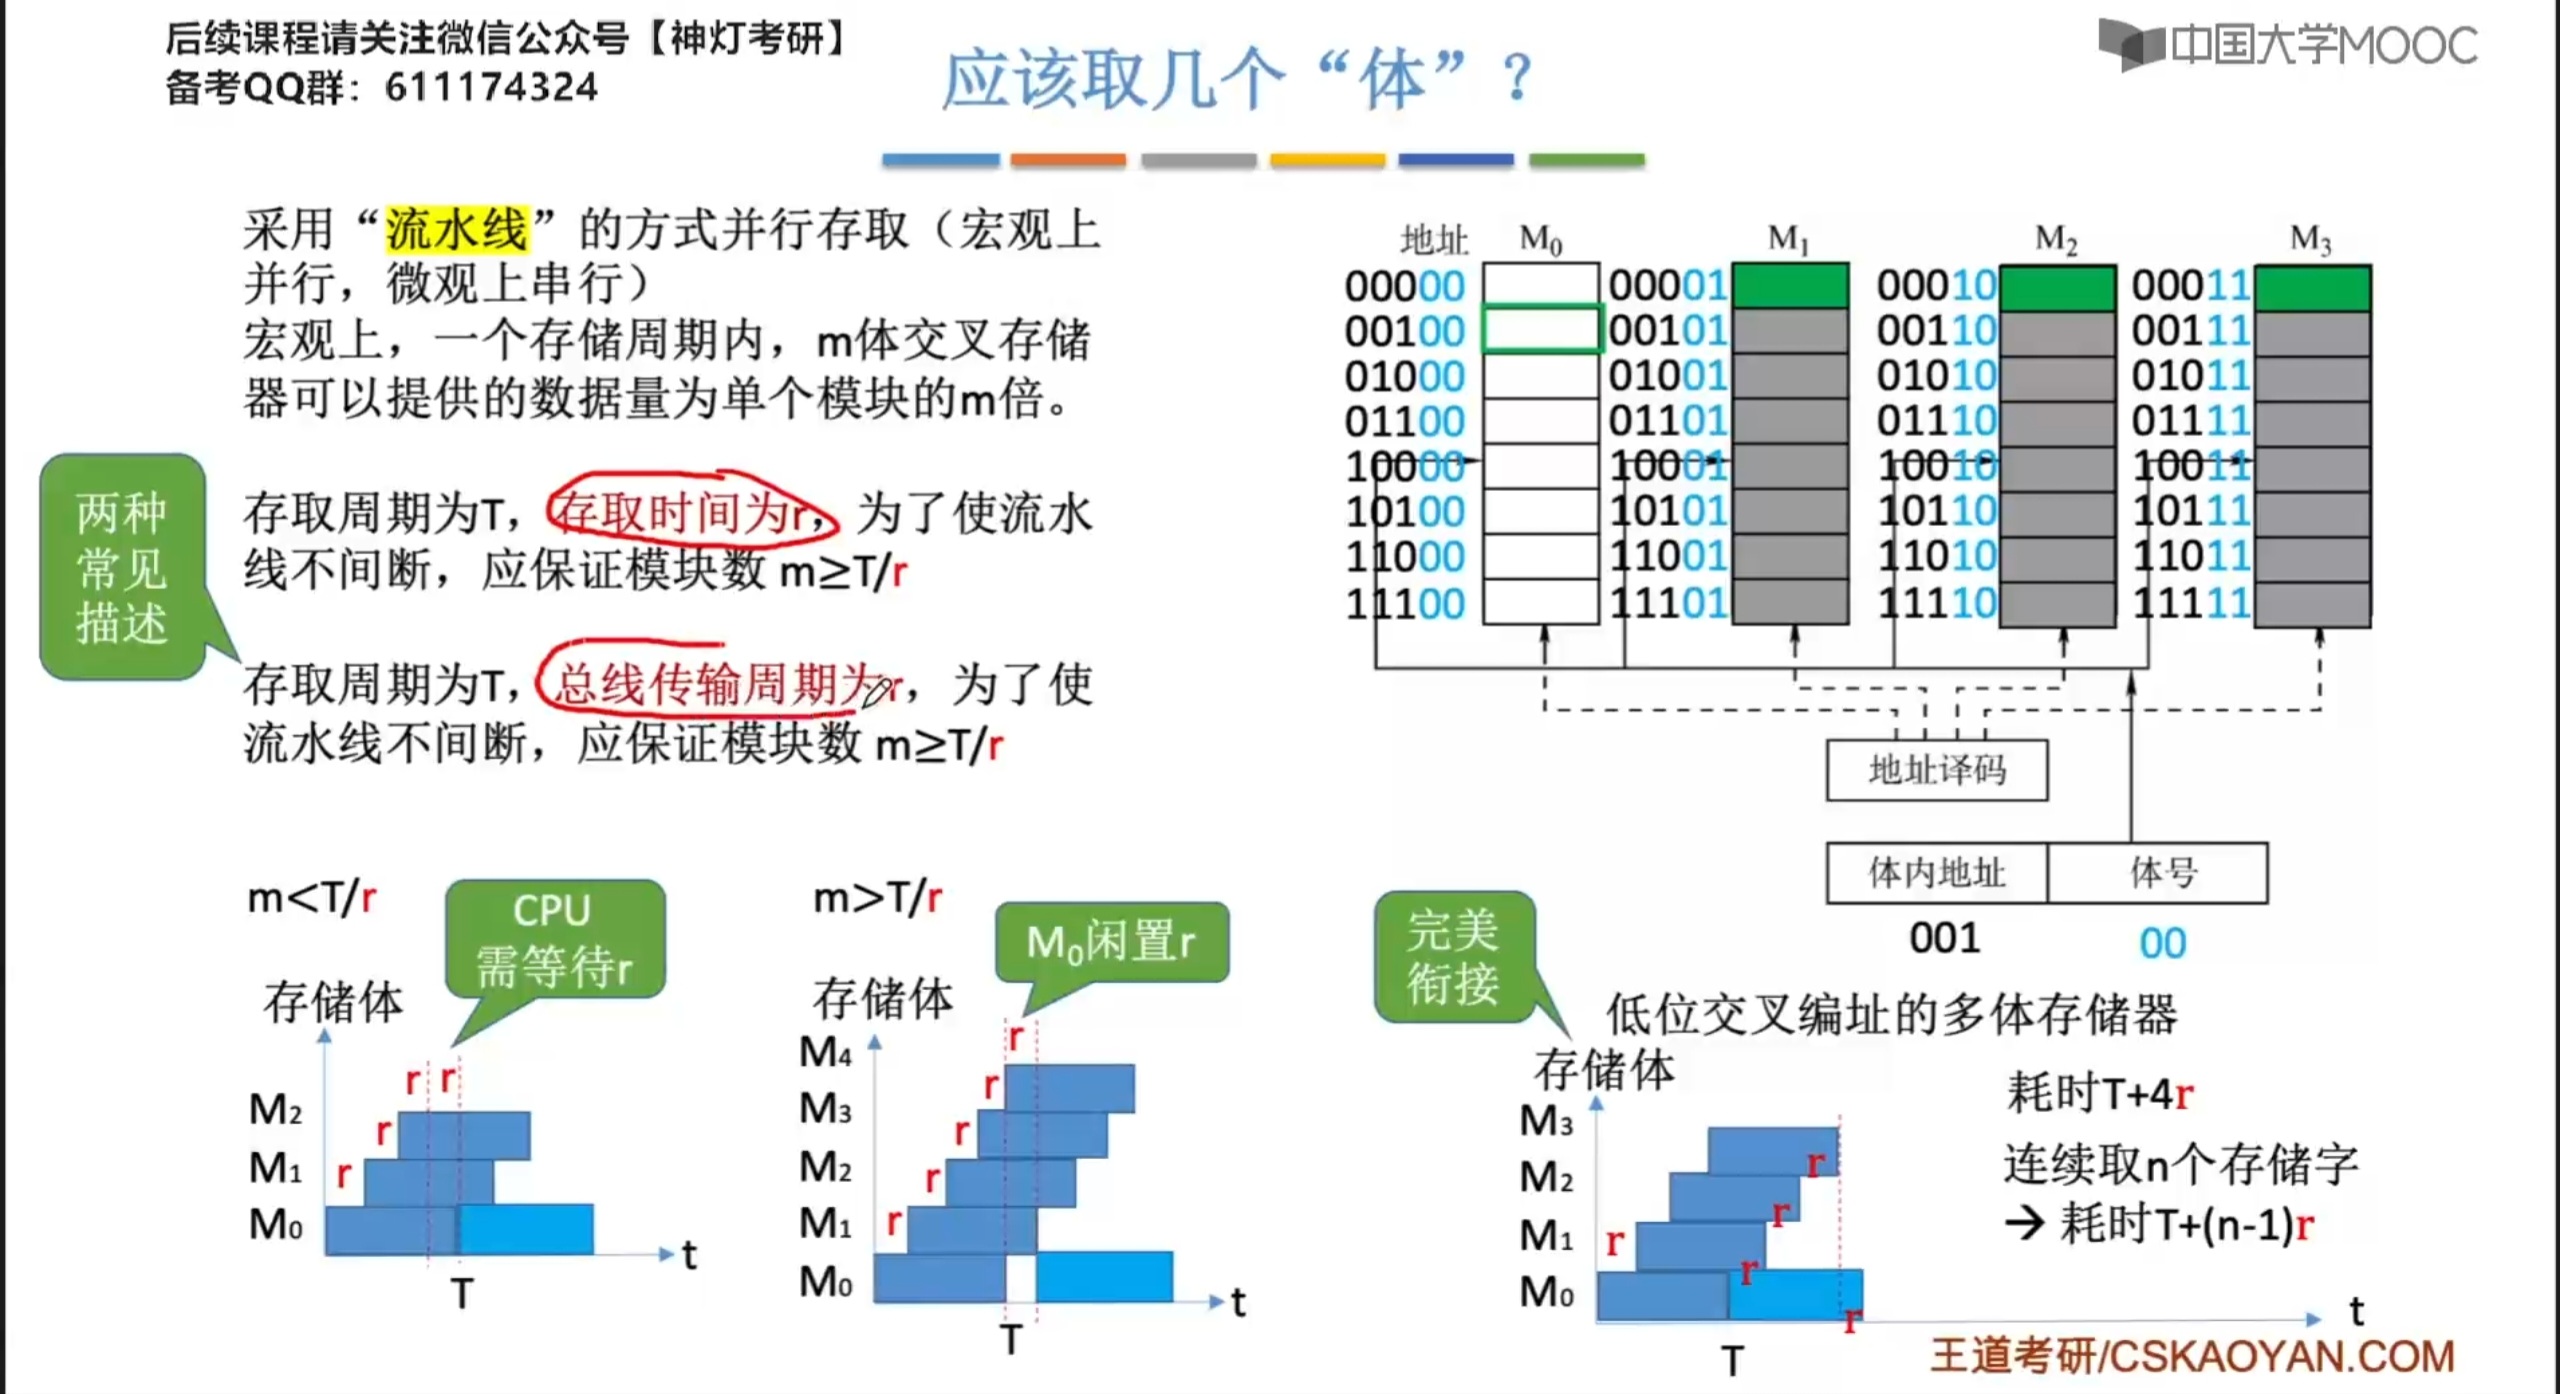 后续课程请关注微信公众号【神灯考研】
备考QQ群：611174324
中国大学MOOC
应该取几个“体”？
采用“流水线”的方式并行存取（宏观上
并行，微观上串行）
宏观上，一个存储周期内，m体交叉存储
器可以提供的数据量为单个模块的m倍。
两种
常见
描述
存取周期为T，存取时间为r，为了使流水
线不间断，应保证模块数 m≥T/r
存取周期为T，总线传输周期为r，为了使
流水线不间断，应保证模块数 m≥T/r
地址 M0 M1 M2 M3
00000 00001 00010 00011
00100 00101 00110 00111
01000 01001 01010 01011
01100 01101 01110 01111
10000 10001 10010 10011
10100 10101 10110 10111
11000 11001 11010 11011
11100 11101 11110 11111
地址译码
体内地址 体号
001 00
低位交叉编址的多体存储器
m<T/r
CPU
需等待r
存储体
r r
M2 r
M1 r
M0
t
T
m>T/r
M0闲置r
存储体
r
M4 r
M3 r
M2 r
M1 r
M0
t
T
完美
衔接
存储体
M3 r
M2 r
M1 r r
M0 r
t
T
耗时T+4r
连续取n个存储字
→ 耗时T+(n-1)r
王道考研/CSKAOYAN.COM